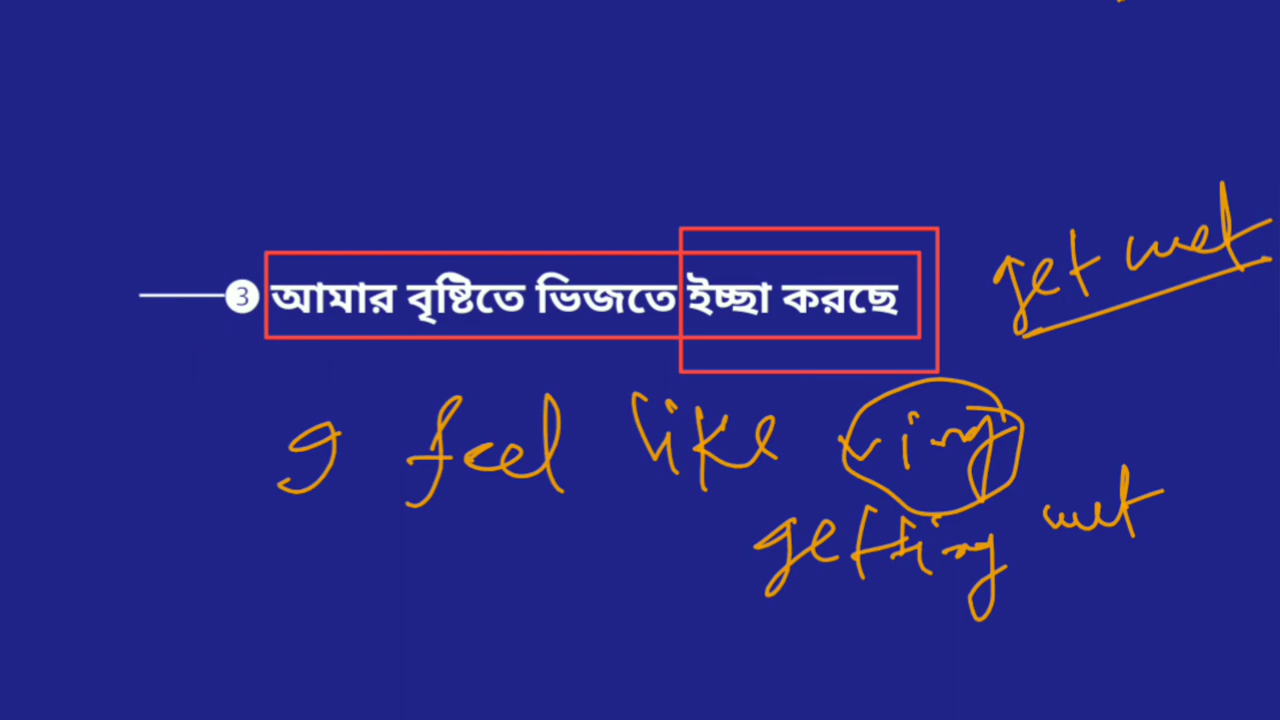 get wet
3 আমার বৃষ্টিতে ভিজতে ইচ্ছা করছে
I feel like v ing
getting wet